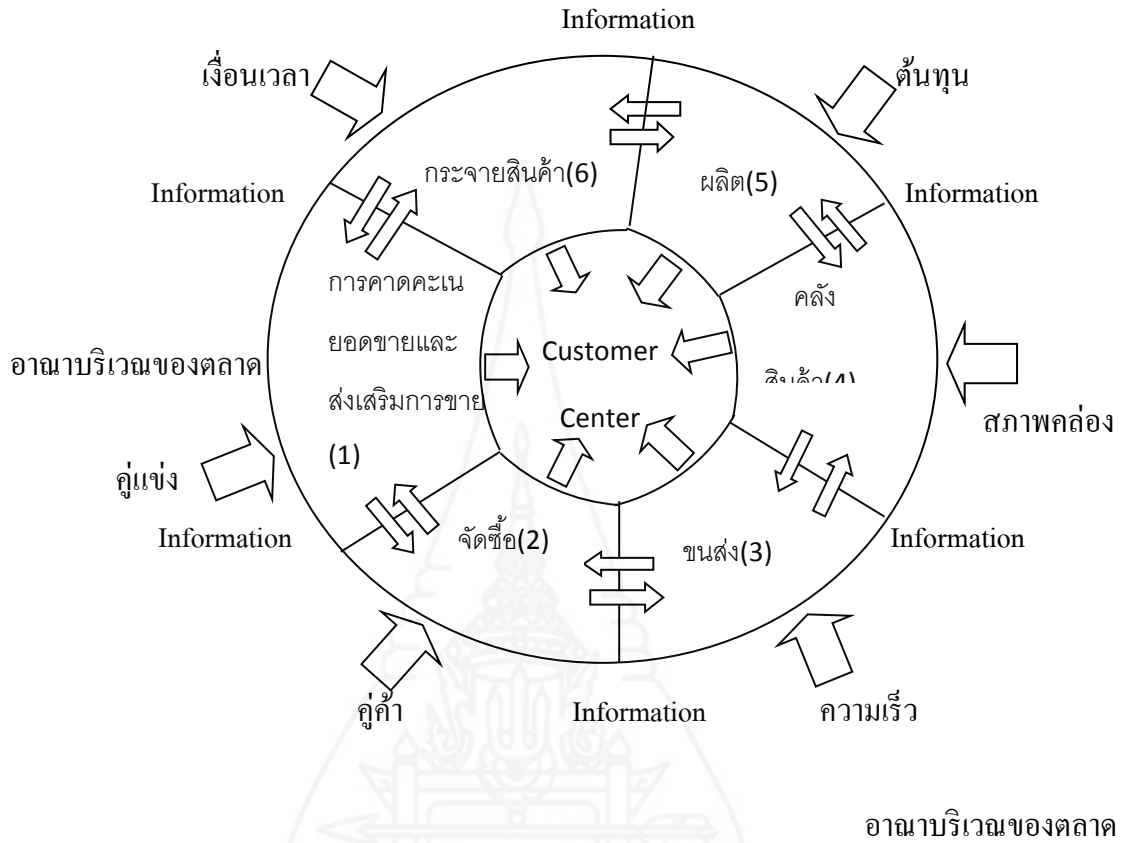 Information
เงื่อนเวลา
ต้นทุน
กระจายสินค้า(6)
ผลิต(5)
Information
Information
การคาดคะเน
ยอดขายและ
ส่งเสริมการขาย
(1)
คลัง
สินค้า(4)
Customer
Center
อาณาบริเวณของตลาด
สภาพคล่อง
คู่แข่ง
Information
จัดซื้อ(2)
ขนส่ง(3)
Information
คู่ค้า
Information
ความเร็ว
อาณาบริเวณของตลาด